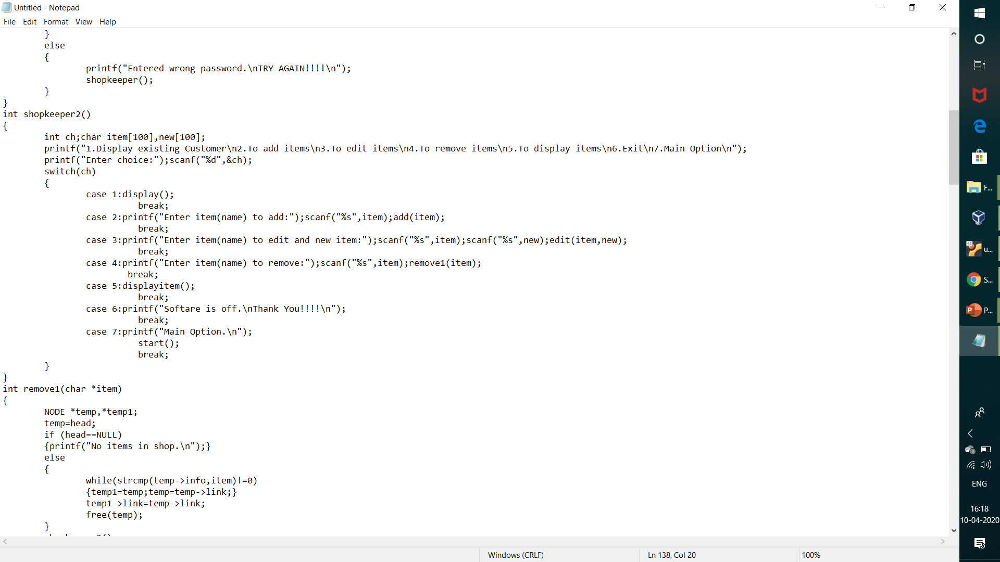 Untitled - Notepad
File Edit Format View Help
}
else
{
printf("Entered wrong password.\nTRY AGAIN!!!!\n");
shopkeeper();
}
}
int shopkeeper2()
{
int ch;char item[100],new[100];
printf("1.Display existing Customer\n2.To add items\n3.To edit items\n4.To remove items\n5.To display items\n6.Exit\n7.Main Option\n");
printf("Enter choice:");scanf("%d",&ch);
switch(ch)
{
case 1:display();
break;
case 2:printf("Enter item(name) to add:");scanf("%s",item);add(item);
break;
case 3:printf("Enter item(name) to edit and new item:");scanf("%s",item);scanf("%s",new);edit(item,new);
break;
case 4:printf("Enter item(name) to remove:");scanf("%s",item);remove1(item);
break;
case 5:displayitem();
break;
case 6:printf("Softare is off.\nThank You!!!!\n");
break;
case 7:printf("Main Option.\n");
start();
break;
}
}
int remove1(char *item)
{
NODE *temp,*temp1;
temp=head;
if (head==NULL)
{printf("No items in shop.\n");}
else
{
while(strcmp(temp->info,item)!=0)
{temp1=temp;temp=temp->link;}
temp1->link=temp->link;
free(temp);
}
Windows (CRLF)
Ln 138, Col 20
100%
F...
64
u...
S...
P
P...
ENG
16:18
10-04-2020